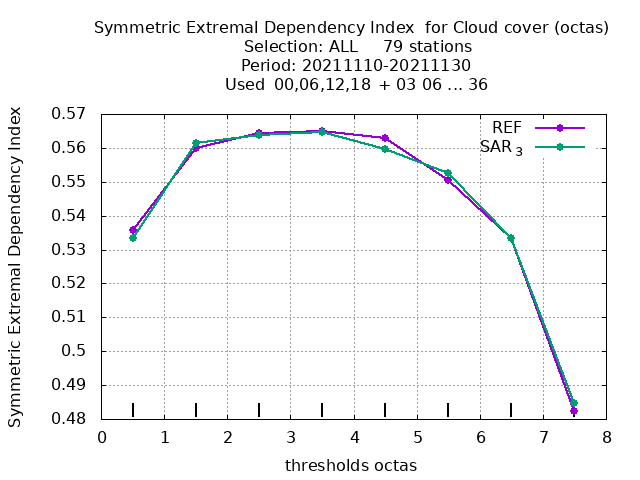 Symmetric Extremal Dependency Index  for Cloud cover (octas)
Selection: ALL     79 stations
Period: 20211110-20211130
Used  00,06,12,18  + 03 06 ... 36
Symmetric Extremal Dependency Index
0.57
0.56
0.55
0.54
0.53
0.52
0.51
0.5
0.49
0.48
REF
SAR 3
0 1 2 3 4 5 6 7 8
thresholds octas